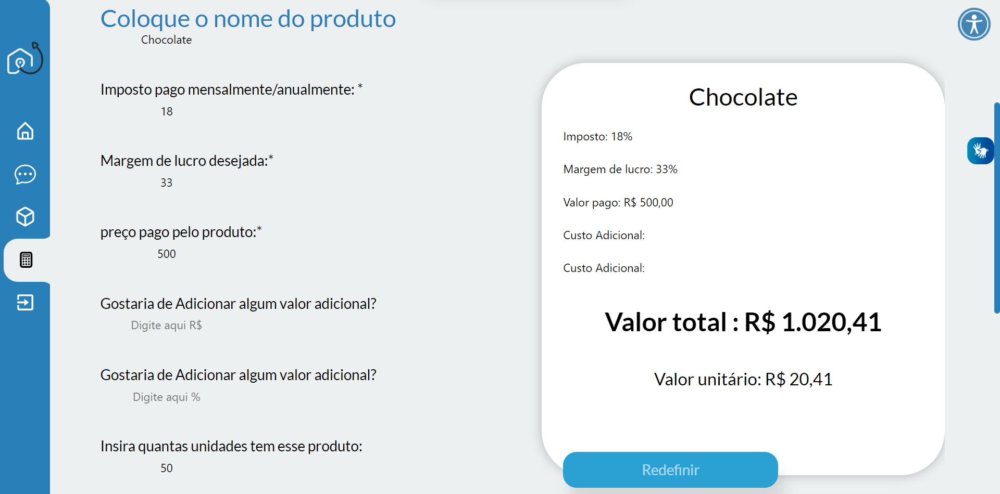 Coloque o nome do produto
Chocolate
Imposto pago mensalmente/anualmente: *
18
Margem de lucro desejada:*
33
preço pago pelo produto:*
500
Gostaria de Adicionar algum valor adicional?
Digite aqui R$
Gostaria de Adicionar algum valor adicional?
Digite aqui %
Insira quantas unidades tem esse produto:
50
Chocolate
Imposto: 18%
Margem de lucro: 33%
Valor pago: R$ 500,00
Custo Adicional:
Custo Adicional:
Valor total : R$ 1.020,41
Valor unitário: R$ 20,41
Redefinir